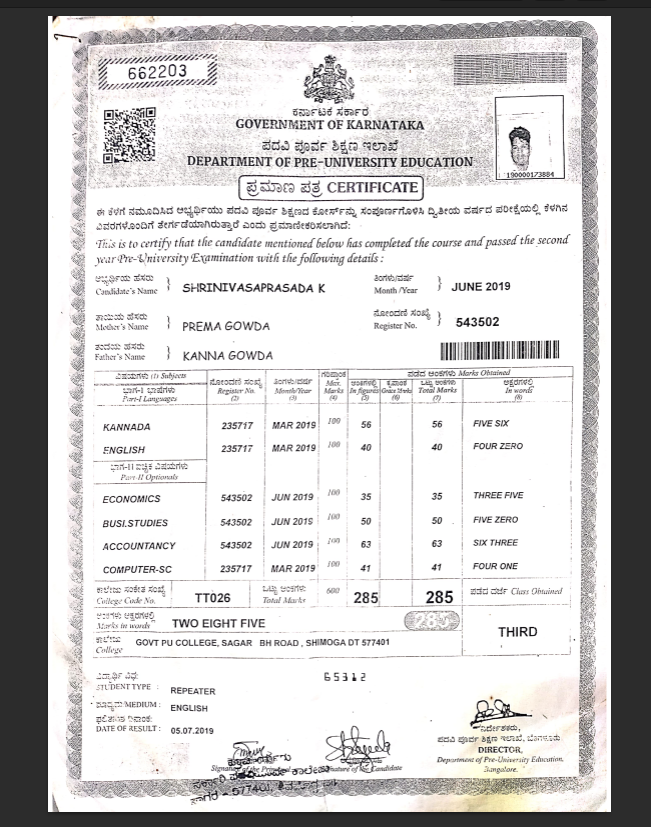 662203
ಕರ್ನಾಟಕ ಸರ್ಕಾರ
GOVERNMENT OF KARNATAKA
ಪದವಿ ಪೂರ್ವ ಶಿಕ್ಷಣ ಇಲಾಖೆ
DEPARTMENT OF PRE-UNIVERSITY EDUCATION
190000173884
ಪ್ರಮಾಣ ಪತ್ರ CERTIFICATE
ಈ ಕೆಳಗೆ ನಮೂದಿಸಿದ ಅಭ್ಯರ್ಥಿಯು ಪದವಿ ಪೂರ್ವ ಶಿಕ್ಷಣದ ಕೋರ್ಸ್‌ನ್ನು ಸಂಪೂರ್ಣಗೊಳಿಸಿ ದ್ವಿತೀಯ ವರ್ಷದ ಪರೀಕ್ಷೆಯಲ್ಲಿ ಕೆಳಗಿನ
ವಿವರಗಳೊಂದಿಗೆ ತೇರ್ಗಡೆಯಾಗಿರುತ್ತಾರೆ ಎಂದು ಪ್ರಮಾಣೀಕರಿಸಲಾಗಿದೆ:
This is to certify that the candidate mentioned below has completed the course and passed the second
year Pre-University Examination with the following details :
ಅಭ್ಯರ್ಥಿಯ ಹೆಸರು ತಿಂಗಳು/ವರ್ಷ
Candidate's Name } SHRINIVASAPRASADA K Month /Year } JUNE 2019
ತಾಯಿಯ ಹೆಸರು ನೋಂದಣಿ ಸಂಖ್ಯೆ
Mother's Name } PREMA GOWDA Register No. } 543502
ತಂದೆಯ ಹೆಸರು
Father's Name } KANNA GOWDA
ವಿಷಯಗಳು (1) Subjects ನೋಂದಣಿ ಸಂಖ್ಯೆ Register No. (2) ತಿಂಗಳು/ವರ್ಷ Month/Year (3) Max. Marks (4) ಪಡೆದ ಅಂಕಗಳು Marks Obtained
ಭಾಗ-I ಭಾಷೆಗಳು ಅಂಕಗಳಲ್ಲಿ In figures (5) ಕೃಪಾಂಕ Grace Marks (6) ಒಟ್ಟು ಅಂಕಗಳು Total Marks (7) ಅಕ್ಷರಗಳಲ್ಲಿ In words (8)
Part-I Languages
KANNADA 235717 MAR 2019 100 56 56 FIVE SIX
ENGLISH 235717 MAR 2019 100 40 40 FOUR ZERO
ಭಾಗ-II ಐಚ್ಛಿಕ ವಿಷಯಗಳು
Part-II Optionals
ECONOMICS 543502 JUN 2019 100 35 35 THREE FIVE
BUSI.STUDIES 543502 JUN 2019 100 50 50 FIVE ZERO
ACCOUNTANCY 543502 JUN 2019 100 63 63 SIX THREE
COMPUTER-SC 235717 MAR 2019 100 41 41 FOUR ONE
ಕಾಲೇಜು ಸಂಕೇತ ಸಂಖ್ಯೆ ಒಟ್ಟು ಅಂಕಗಳು ಪಡೆದ ದರ್ಜೆ Class Obtained
College Code No. TT026 Total Marks 600 285 285
ಅಂಕಗಳು ಅಕ್ಷರಗಳಲ್ಲಿ
Marks in words TWO EIGHT FIVE 285
THIRD
ಕಾಲೇಜು
College GOVT PU COLLEGE, SAGAR BH ROAD , SHIMOGA DT 577401
65312
ವಿದ್ಯಾರ್ಥಿ ವಿಧ:
STUDENT TYPE : REPEATER
MEDIUM : ENGLISH
DATE OF RESULT : 05.07.2019
ನಿರ್ದೇಶಕರು,
ಪದವಿ ಪೂರ್ವ ಶಿಕ್ಷಣ ಇಲಾಖೆ, ಬೆಂಗಳೂರು
DIRECTOR,
Department of Pre-University Education,
Bangalore.
Signature of the Candidate
577401